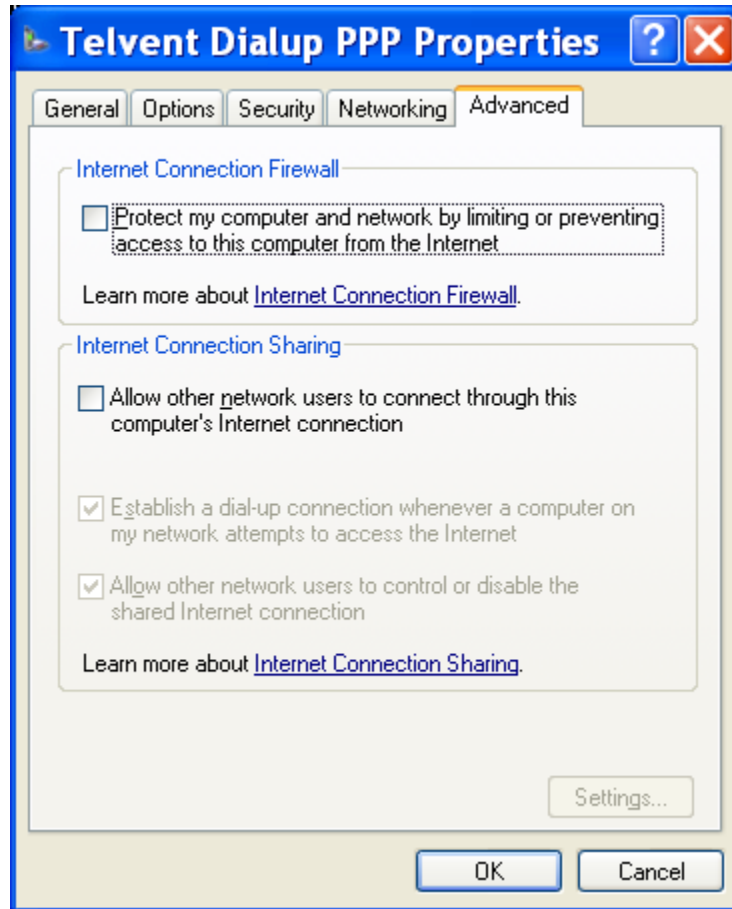 Telvent Dialup PPP Properties
General Options Security Networking Advanced
Internet Connection Firewall
Protect my computer and network by limiting or preventing
access to this computer from the Internet
Learn more about Internet Connection Firewall.
Internet Connection Sharing
Allow other network users to connect through this
computer's Internet connection
Establish a dial-up connection whenever a computer on
my network attempts to access the Internet
Allow other network users to control or disable the
shared Internet connection
Learn more about Internet Connection Sharing.
Settings...
OK Cancel